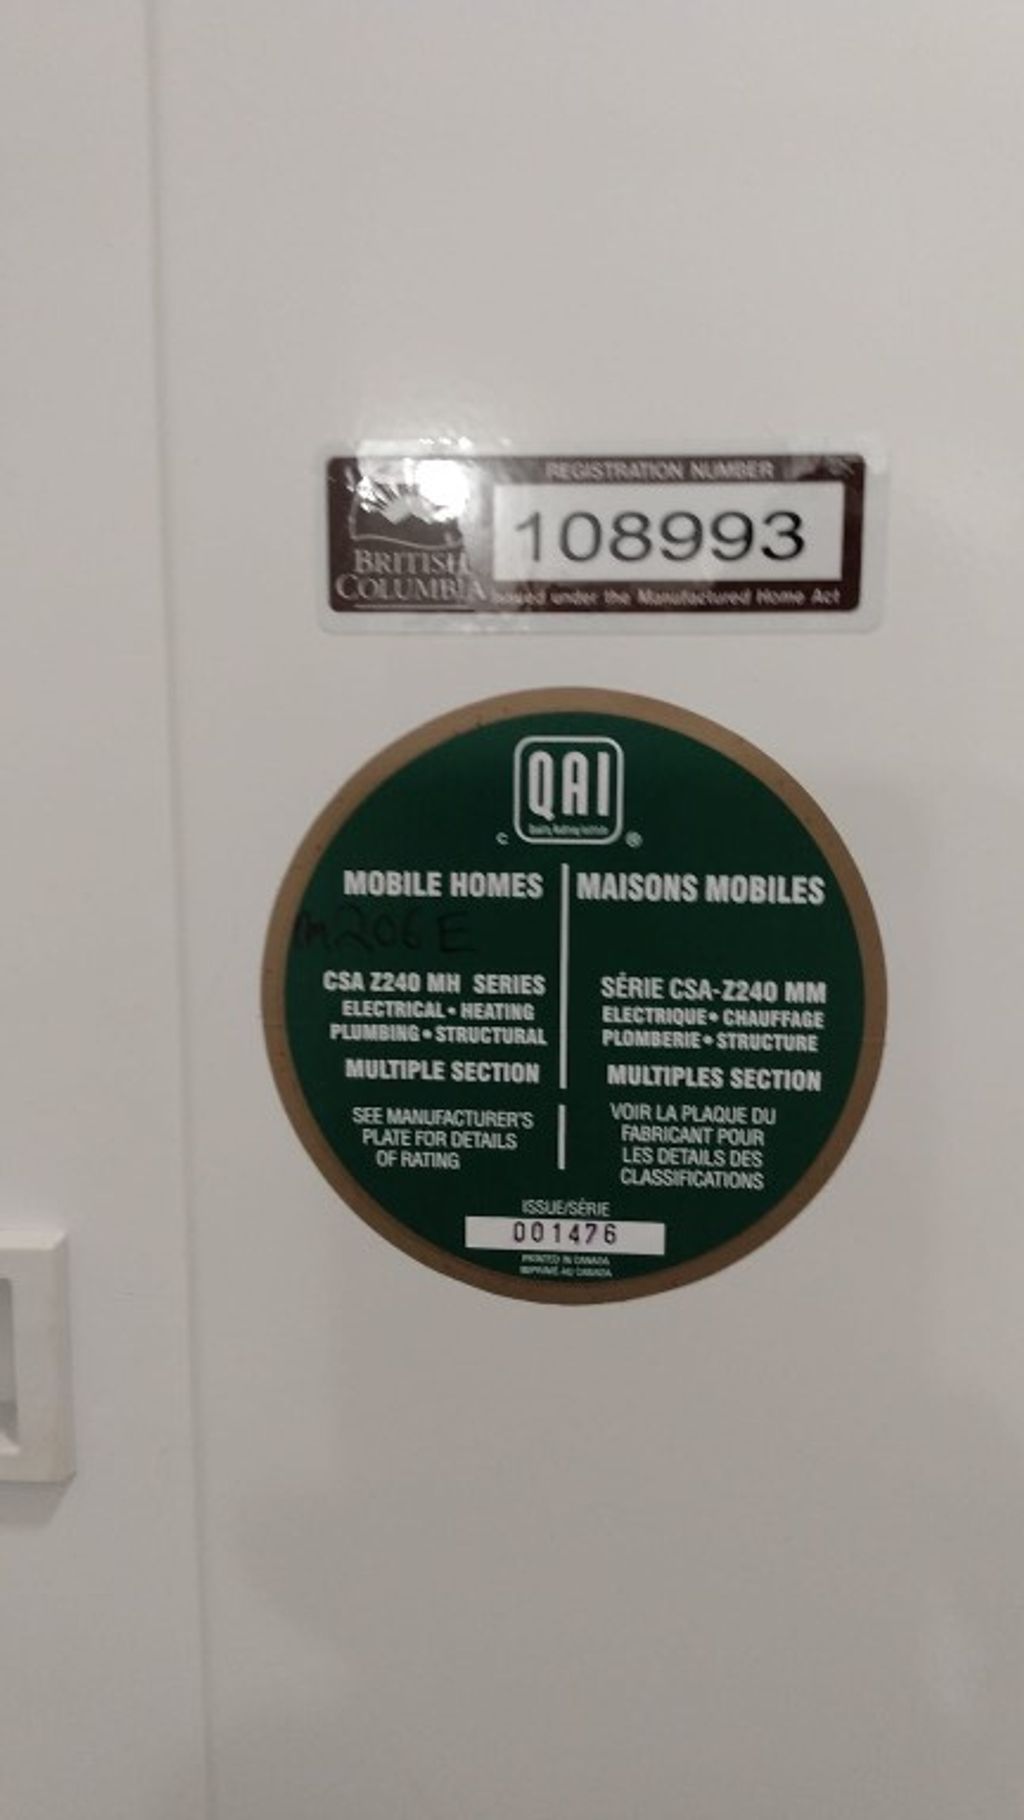 REGISTRATION NUMBER
108993
BRITISH
COLUMBIA
Issued under the Manufactured Home Act
QAI
Quality Auditing Institute
C ®
MOBILE HOMES
m206E
CSA Z240 MH SERIES
ELECTRICAL • HEATING
PLUMBING • STRUCTURAL
MULTIPLE SECTION
SEE MANUFACTURER'S
PLATE FOR DETAILS
OF RATING
MAISONS MOBILES
SÉRIE CSA-Z240 MM
ELECTRIQUE • CHAUFFAGE
PLOMBERIE • STRUCTURE
MULTIPLES SECTION
VOIR LA PLAQUE DU
FABRICANT POUR
LES DETAILS DES
CLASSIFICATIONS
ISSUE/SÉRIE
001476
PRINTED IN CANADA
IMPRIMÉ AU CANADA